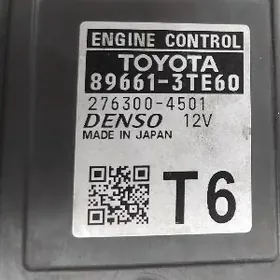 ENGINE CONTROL
TOYOTA
89661-3TE60
276300-4501
DENSO 12V
MADE IN JAPAN
T6